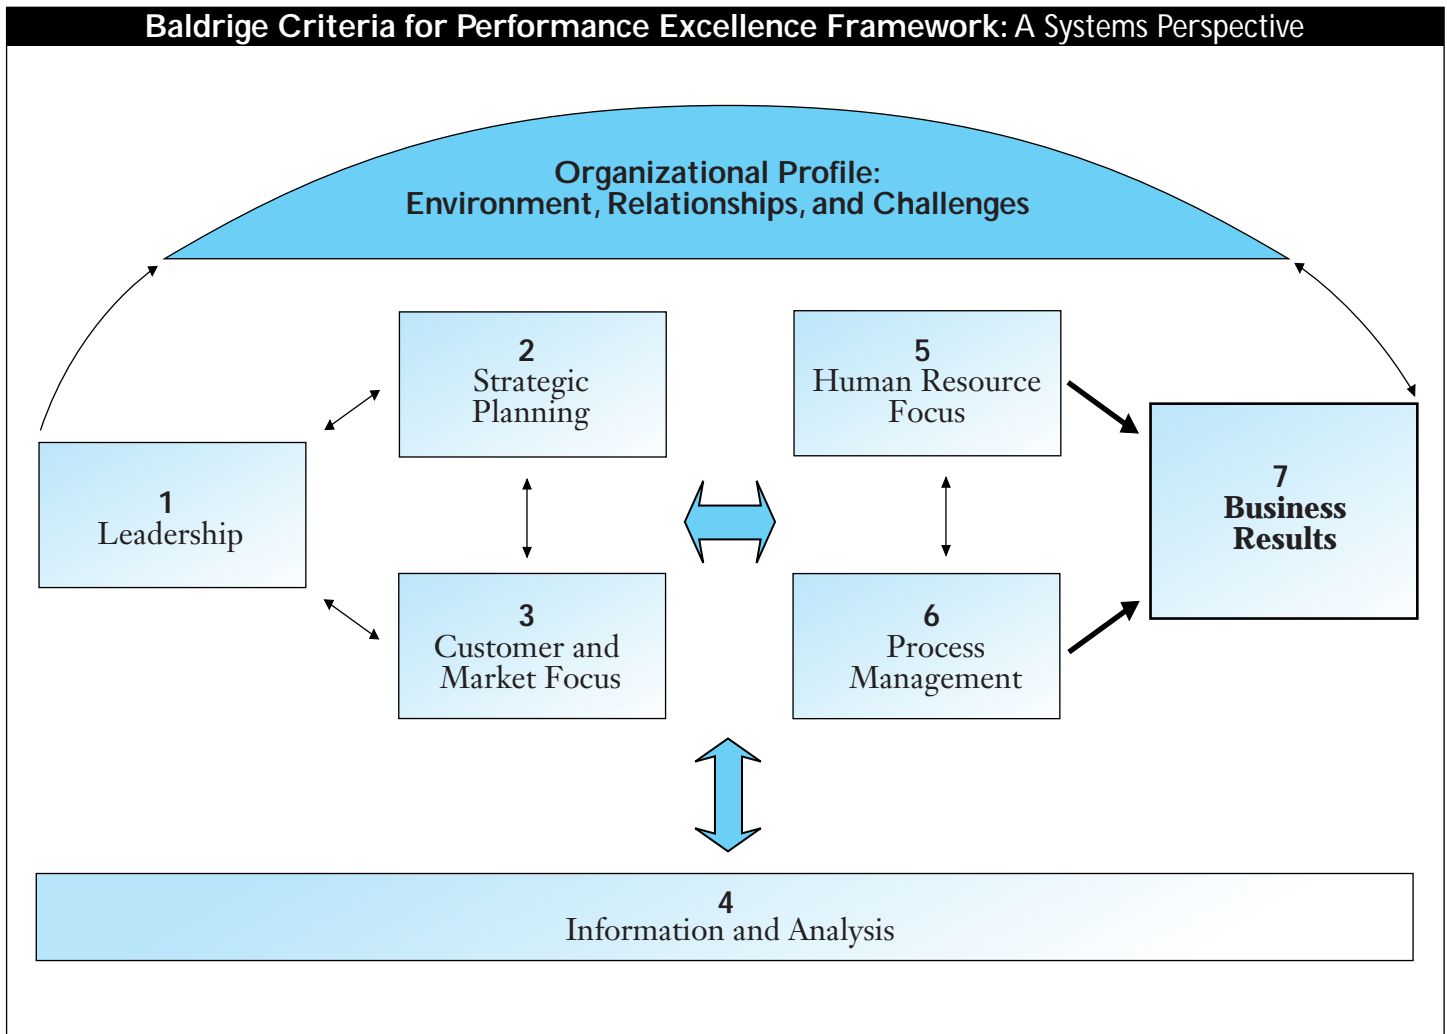 Baldrige Criteria for Performance Excellence Framework: A Systems Perspective
Organizational Profile:
Environment, Relationships, and Challenges
2
Strategic
Planning
5
Human Resource
Focus
1
Leadership
7
Business
Results
3
Customer and
Market Focus
6
Process
Management
4
Information and Analysis